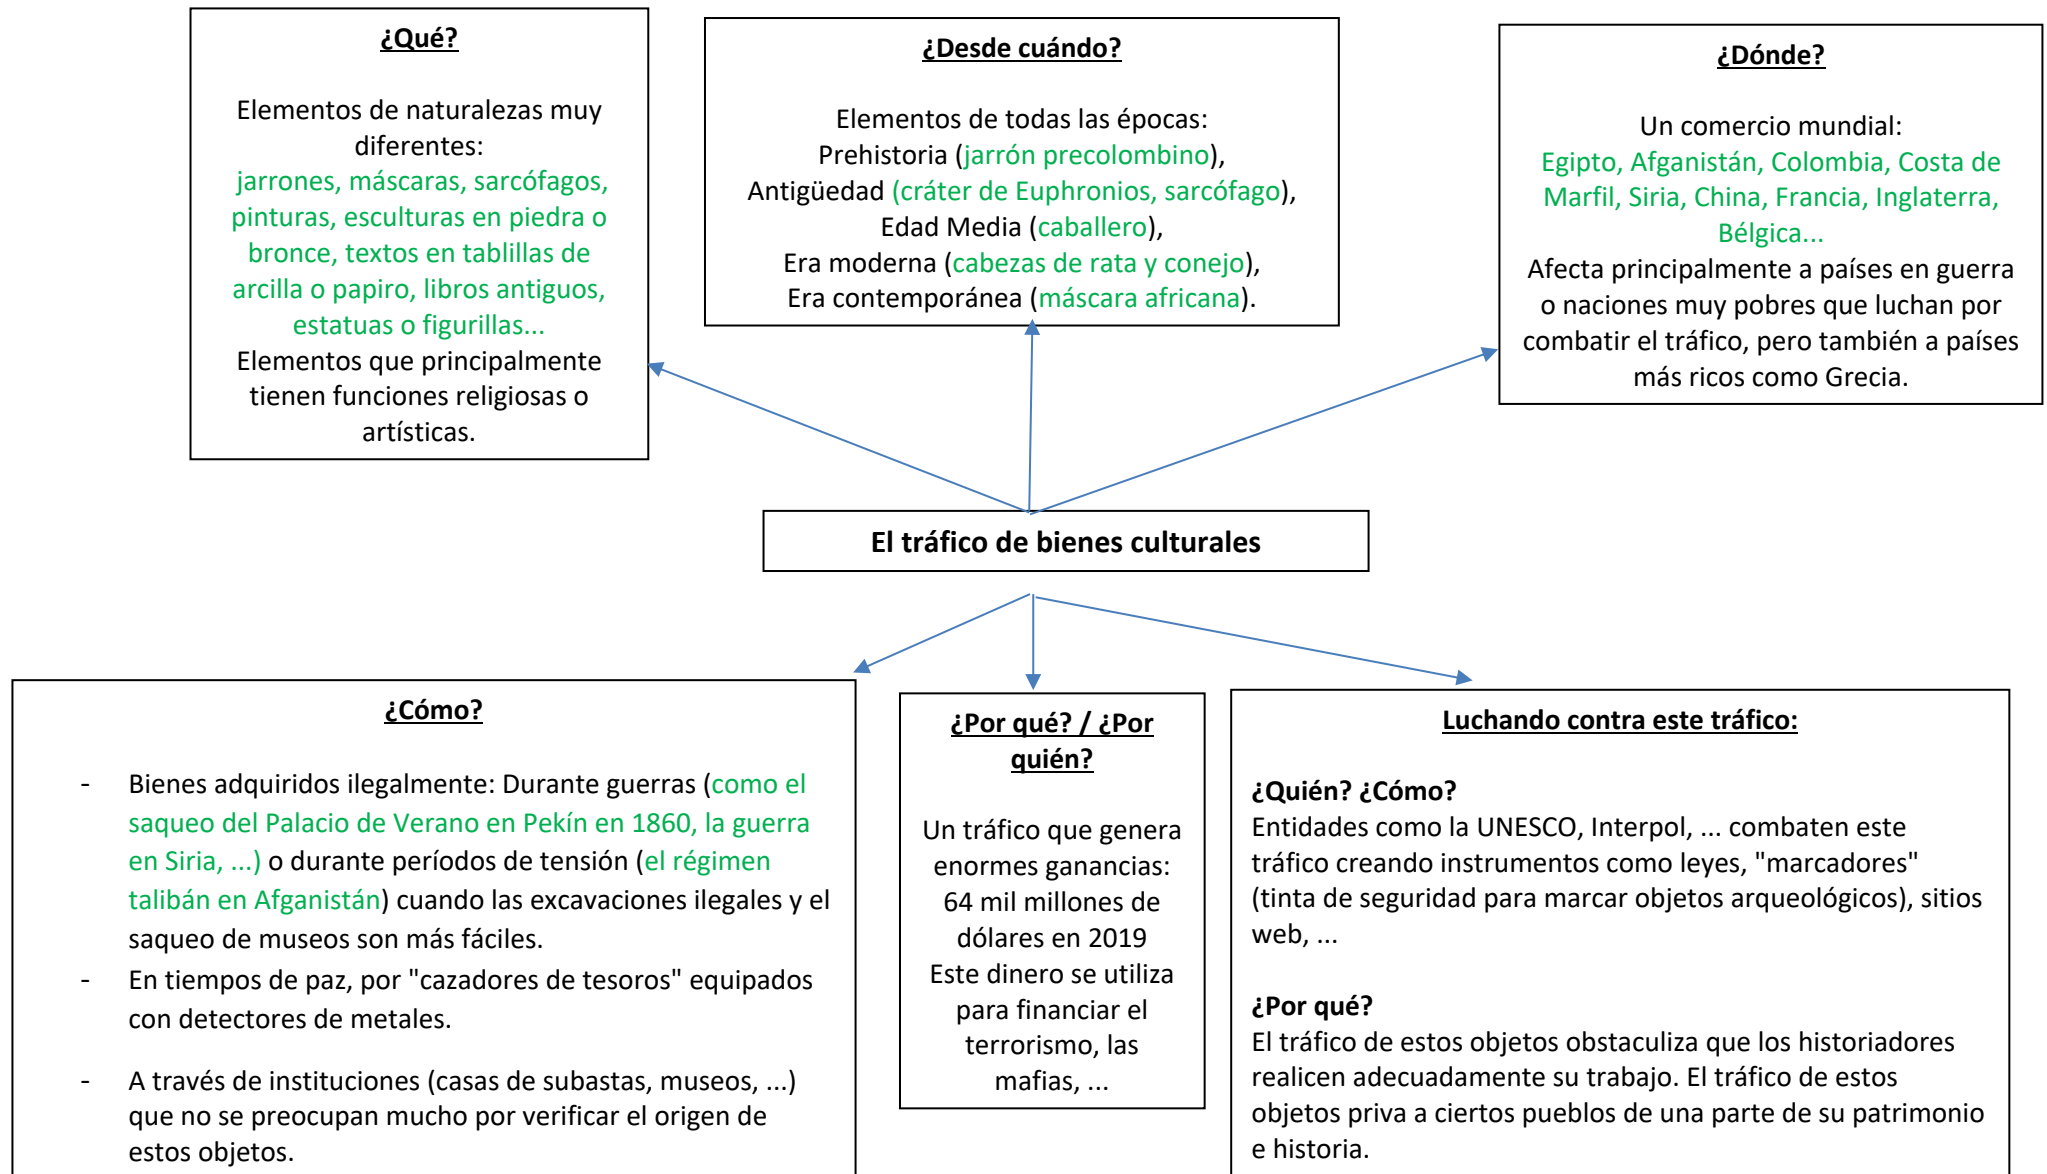 ¿Qué?
Elementos de naturalezas muy
diferentes:
jarrones, máscaras, sarcófagos,
pinturas, esculturas en piedra o
bronce, textos en tablillas de
arcilla o papiro, libros antiguos,
estatuas o figurillas...
Elementos que principalmente
tienen funciones religiosas o
artísticas.
¿Desde cuándo?
Elementos de todas las épocas:
Prehistoria (jarrón precolombino),
Antigüedad (cráter de Euphronios, sarcófago),
Edad Media (caballero),
Era moderna (cabezas de rata y conejo),
Era contemporánea (máscara africana).
¿Dónde?
Un comercio mundial:
Egipto, Afganistán, Colombia, Costa de
Marfil, Siria, China, Francia, Inglaterra,
Bélgica...
Afecta principalmente a países en guerra
o naciones muy pobres que luchan por
combatir el tráfico, pero también a países
más ricos como Grecia.
El tráfico de bienes culturales
¿Cómo?
- Bienes adquiridos ilegalmente: Durante guerras (como el
saqueo del Palacio de Verano en Pekín en 1860, la guerra
en Siria, ...) o durante períodos de tensión (el régimen
talibán en Afganistán) cuando las excavaciones ilegales y el
saqueo de museos son más fáciles.
- En tiempos de paz, por "cazadores de tesoros" equipados
con detectores de metales.
- A través de instituciones (casas de subastas, museos, ...)
que no se preocupan mucho por verificar el origen de
estos objetos.
¿Por qué? / ¿Por
quién?
Un tráfico que genera
enormes ganancias:
64 mil millones de
dólares en 2019
Este dinero se utiliza
para financiar el
terrorismo, las
mafias, ...
Luchando contra este tráfico:
¿Quién? ¿Cómo?
Entidades como la UNESCO, Interpol, ... combaten este
tráfico creando instrumentos como leyes, "marcadores"
(tinta de seguridad para marcar objetos arqueológicos), sitios
web, ...
¿Por qué?
El tráfico de estos objetos obstaculiza que los historiadores
realicen adecuadamente su trabajo. El tráfico de estos
objetos priva a ciertos pueblos de una parte de su patrimonio
e historia.